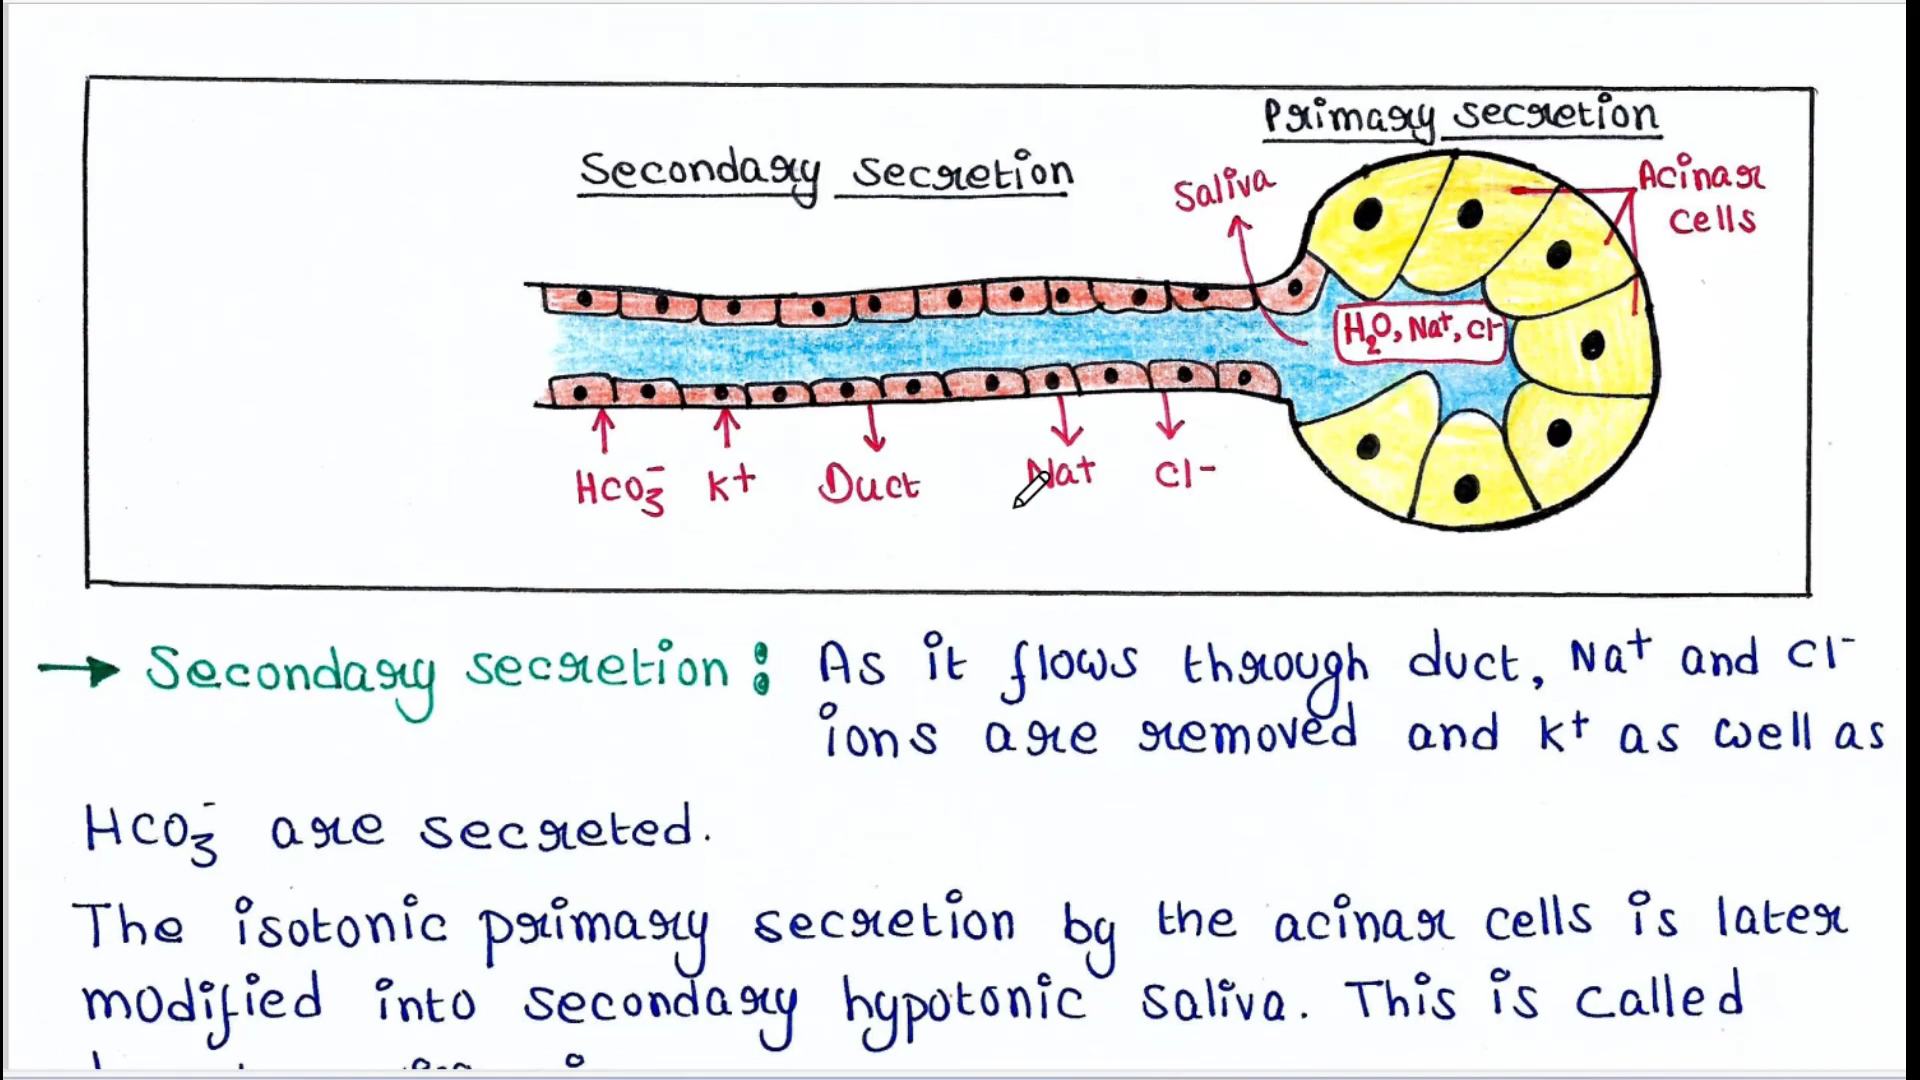 Primary secretion
Secondary secretion
Saliva
Acinar
cells
H₂O, Na⁺, Cl⁻
HCO₃⁻ K⁺ Duct Na⁺ Cl⁻
→ Secondary secretion : As it flows through duct, Na⁺ and Cl⁻
ions are removed and K⁺ as well as
HCO₃⁻ are secreted.
The isotonic primary secretion by the acinar cells is later
modified into secondary hypotonic saliva. This is called